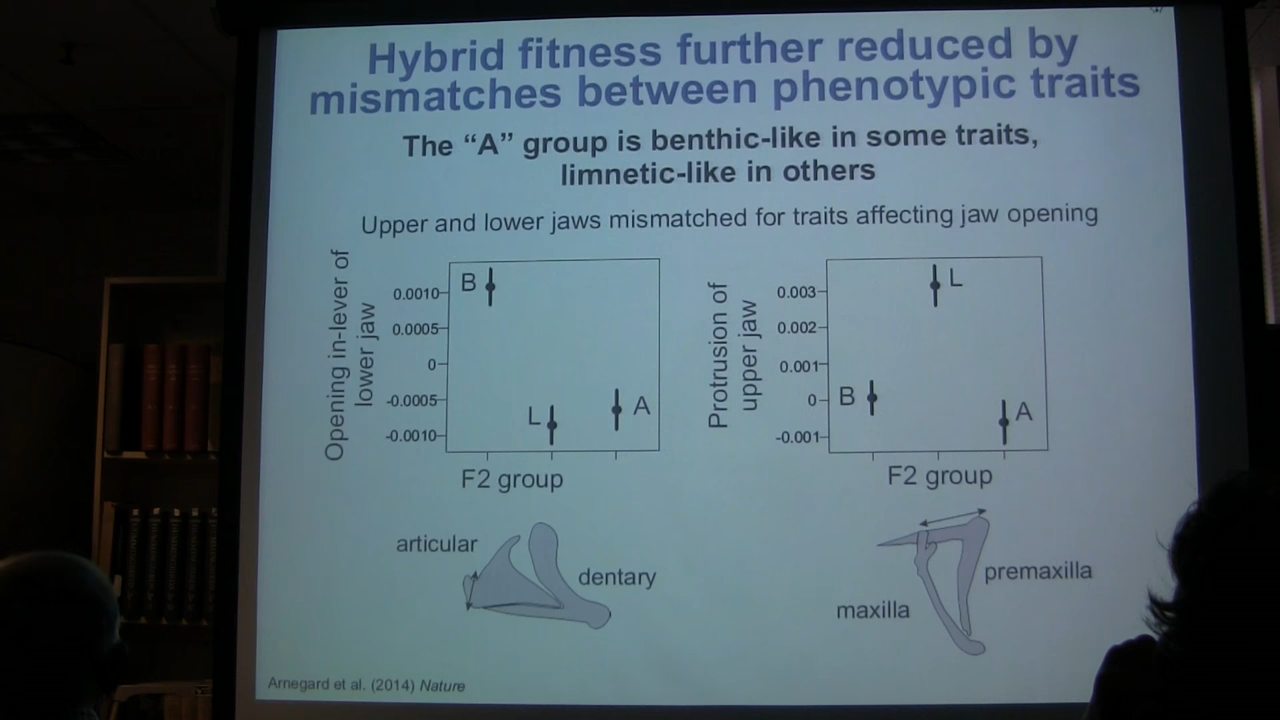 Hybrid fitness further reduced by
mismatches between phenotypic traits
The “A” group is benthic-like in some traits,
limnetic-like in others
Upper and lower jaws mismatched for traits affecting jaw opening
Opening in-lever of
lower jaw
0.0010
0.0005
0
-0.0005
-0.0010
B
L
A
F2 group
Protrusion of
upper jaw
0.003
0.002
0.001
0
-0.001
B
L
A
F2 group
articular
dentary
premaxilla
maxilla
Arnegard et al. (2014) Nature